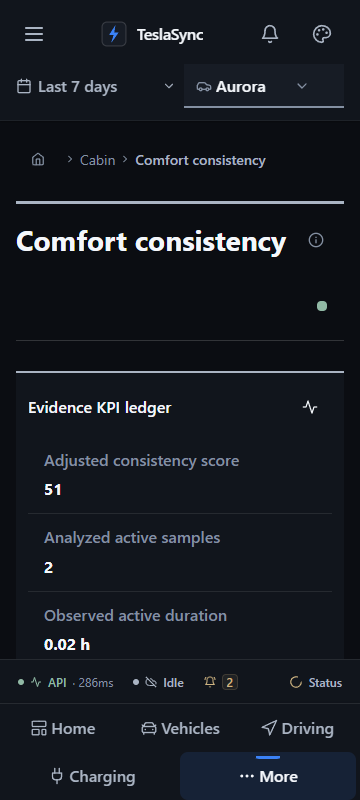 TeslaSync
Last 7 days
Aurora
Cabin
Comfort consistency
Comfort consistency
Evidence KPI ledger
Adjusted consistency score
51
Analyzed active samples
2
Observed active duration
0.02 h
API · 286ms
Idle
2
Status
Home
Vehicles
Driving
Charging
More